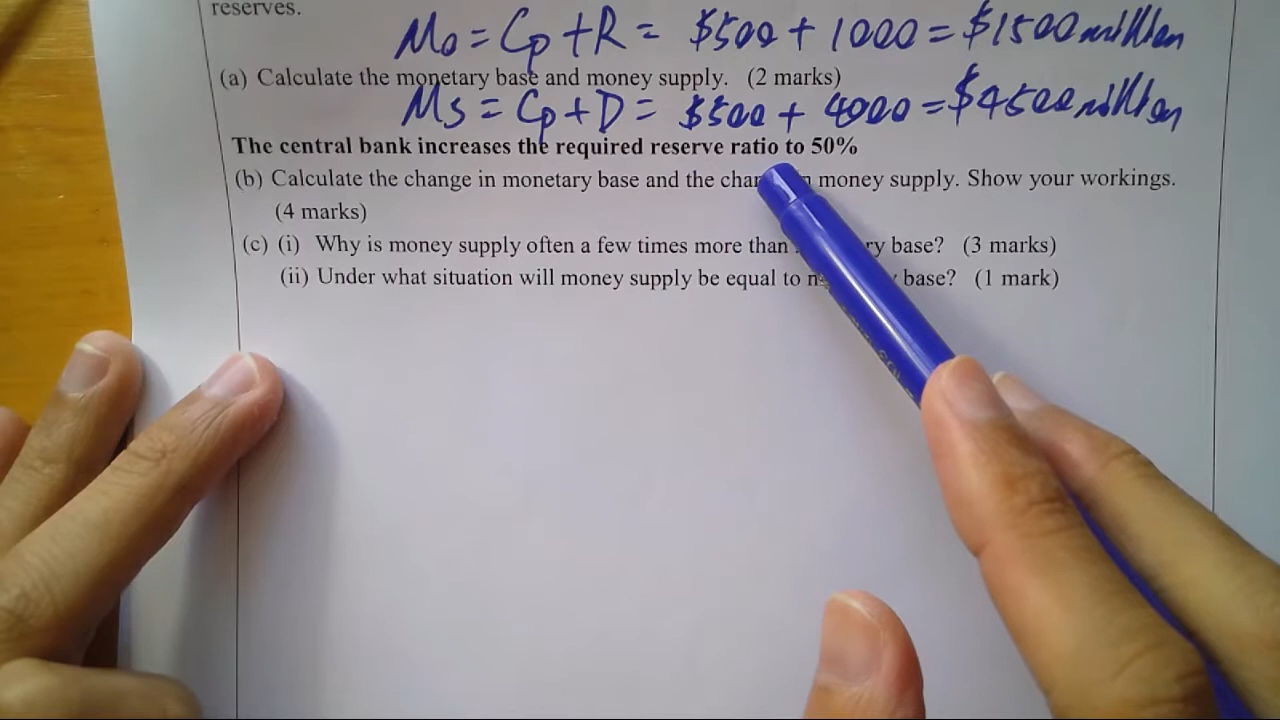 reserves.
Mo = Cp + R = $500 + 1000 = $1500 million
(a) Calculate the monetary base and money supply. (2 marks)
Ms = Cp + D = $500 + 4000 = $4500 million
The central bank increases the required reserve ratio to 50%
(b) Calculate the change in monetary base and the money supply. Show your workings.
(4 marks)
(c) (i) Why is money supply often a few times more than base? (3 marks)
(ii) Under what situation will money supply be equal to base? (1 mark)